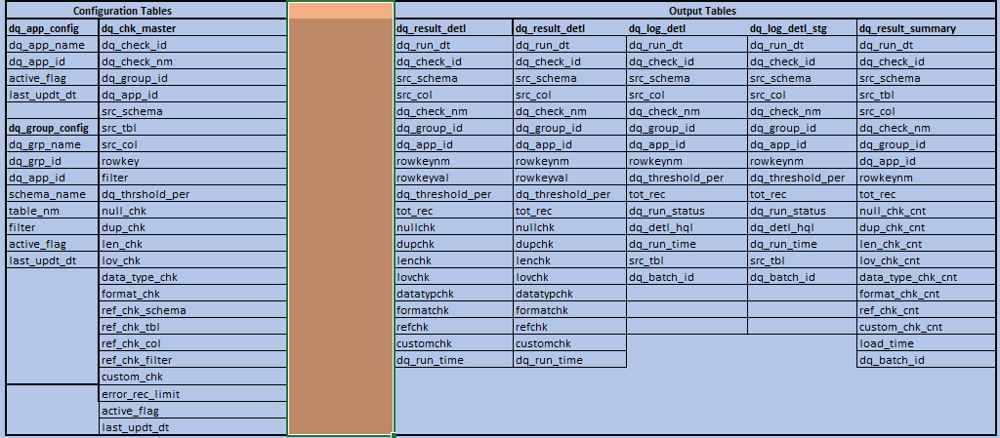 Configuration Tables Output Tables
dq_app_config dq_chk_master dq_result_detl dq_result_detl dq_log_detl dq_log_detl_stg dq_result_summary
dq_app_name dq_check_id dq_run_dt dq_run_dt dq_run_dt dq_run_dt dq_run_dt
dq_app_id dq_check_nm dq_check_id dq_check_id dq_check_id dq_check_id dq_check_id
active_flag dq_group_id src_schema src_schema src_schema src_schema src_schema
last_updt_dt dq_app_id src_col src_col src_col src_col src_tbl
src_schema dq_check_nm dq_check_nm dq_check_nm dq_check_nm src_col
dq_group_config src_tbl dq_group_id dq_group_id dq_group_id dq_group_id dq_check_nm
dq_grp_name src_col dq_app_id dq_app_id dq_app_id dq_app_id dq_group_id
dq_grp_id rowkey rowkeynm rowkeynm rowkeynm rowkeynm dq_app_id
dq_app_id filter rowkeyval rowkeyval dq_threshold_per dq_threshold_per rowkeynm
schema_name dq_thrshold_per dq_threshold_per dq_threshold_per tot_rec tot_rec tot_rec
table_nm null_chk tot_rec tot_rec dq_run_status dq_run_status null_chk_cnt
filter dup_chk nullchk nullchk dq_detl_hql dq_detl_hql dup_chk_cnt
active_flag len_chk dupchk dupchk dq_run_time dq_run_time len_chk_cnt
last_updt_dt lov_chk lenchk lenchk src_tbl src_tbl lov_chk_cnt
data_type_chk lovchk lovchk dq_batch_id dq_batch_id data_type_chk_cnt
format_chk datatypchk datatypchk format_chk_cnt
ref_chk_schema formatchk formatchk ref_chk_cnt
ref_chk_tbl refchk refchk custom_chk_cnt
ref_chk_col customchk customchk load_time
ref_chk_filter dq_run_time dq_run_time dq_batch_id
custom_chk
error_rec_limit
active_flag
last_updt_dt